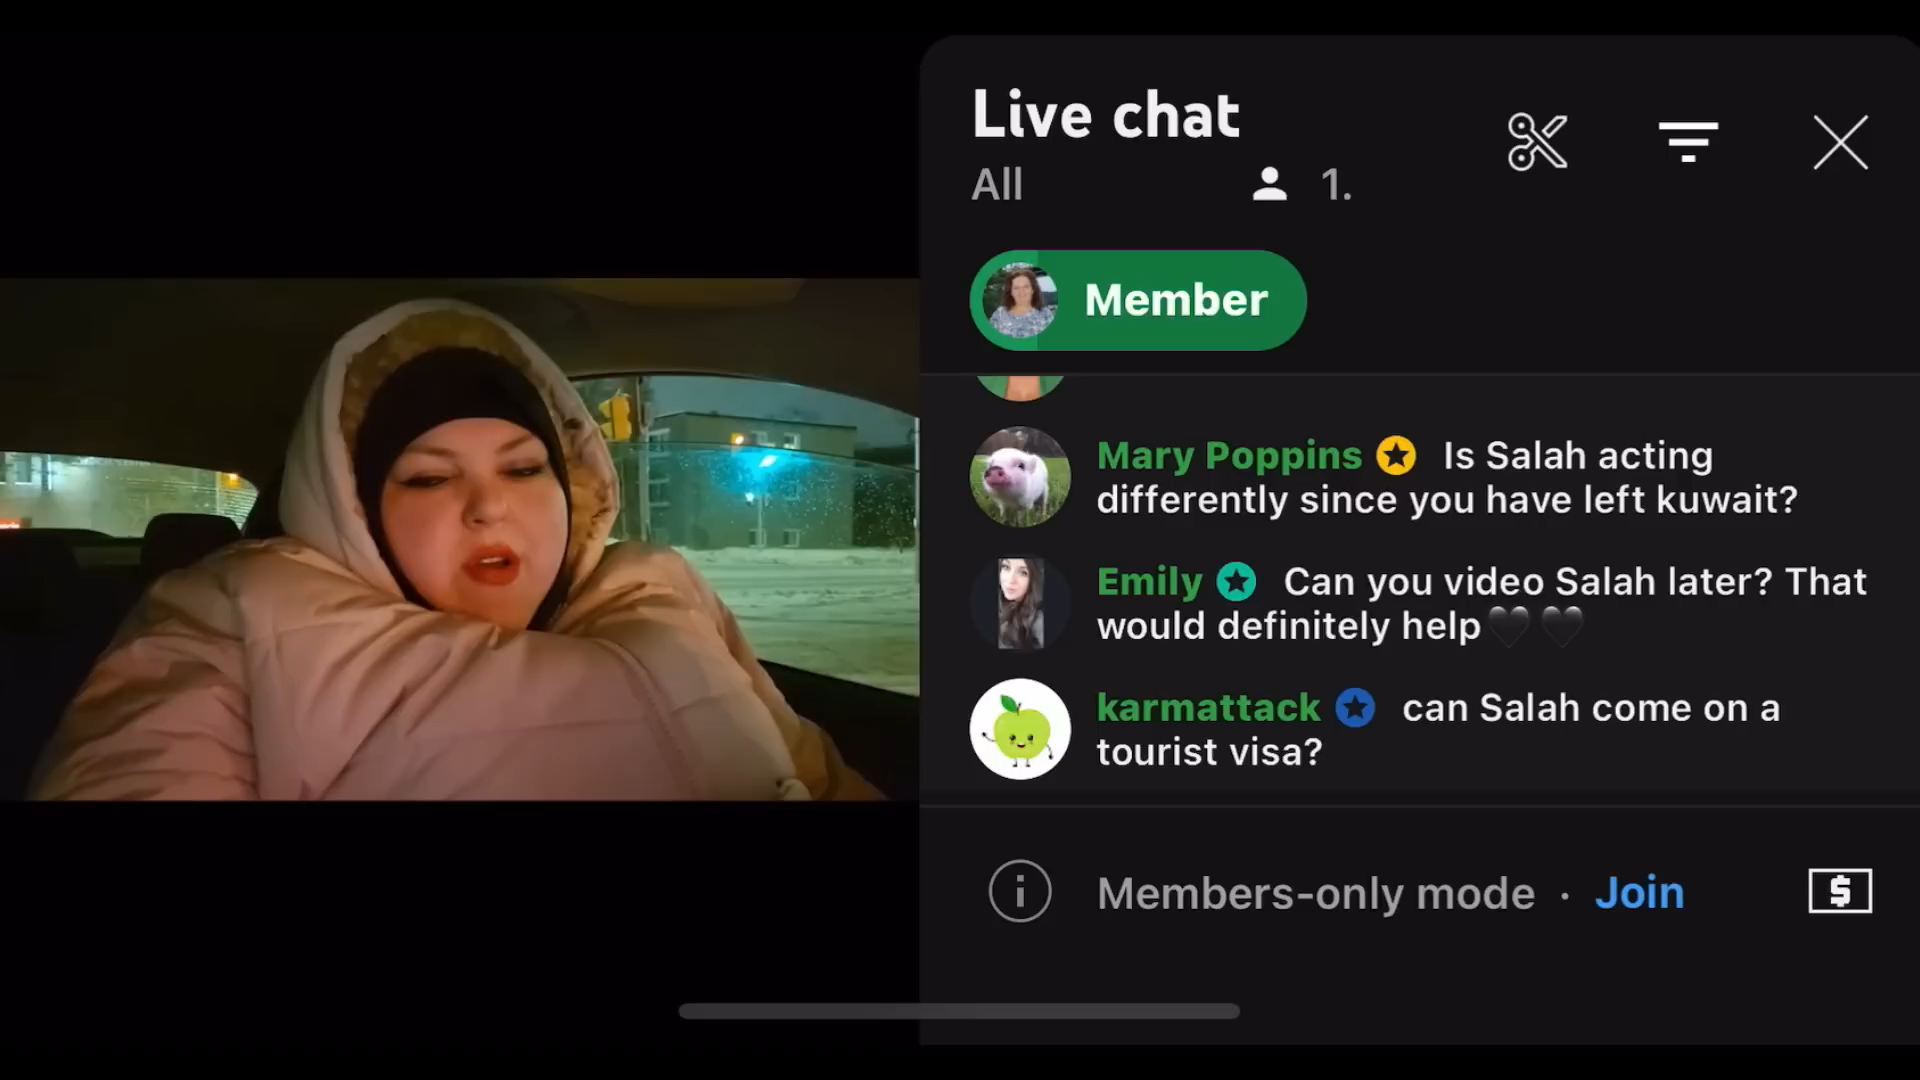 Live chat
All 1.
Member
Mary Poppins Is Salah acting
differently since you have left kuwait?
Emily Can you video Salah later? That
would definitely help🖤🖤
karmattack can Salah come on a
tourist visa?
Members-only mode · Join